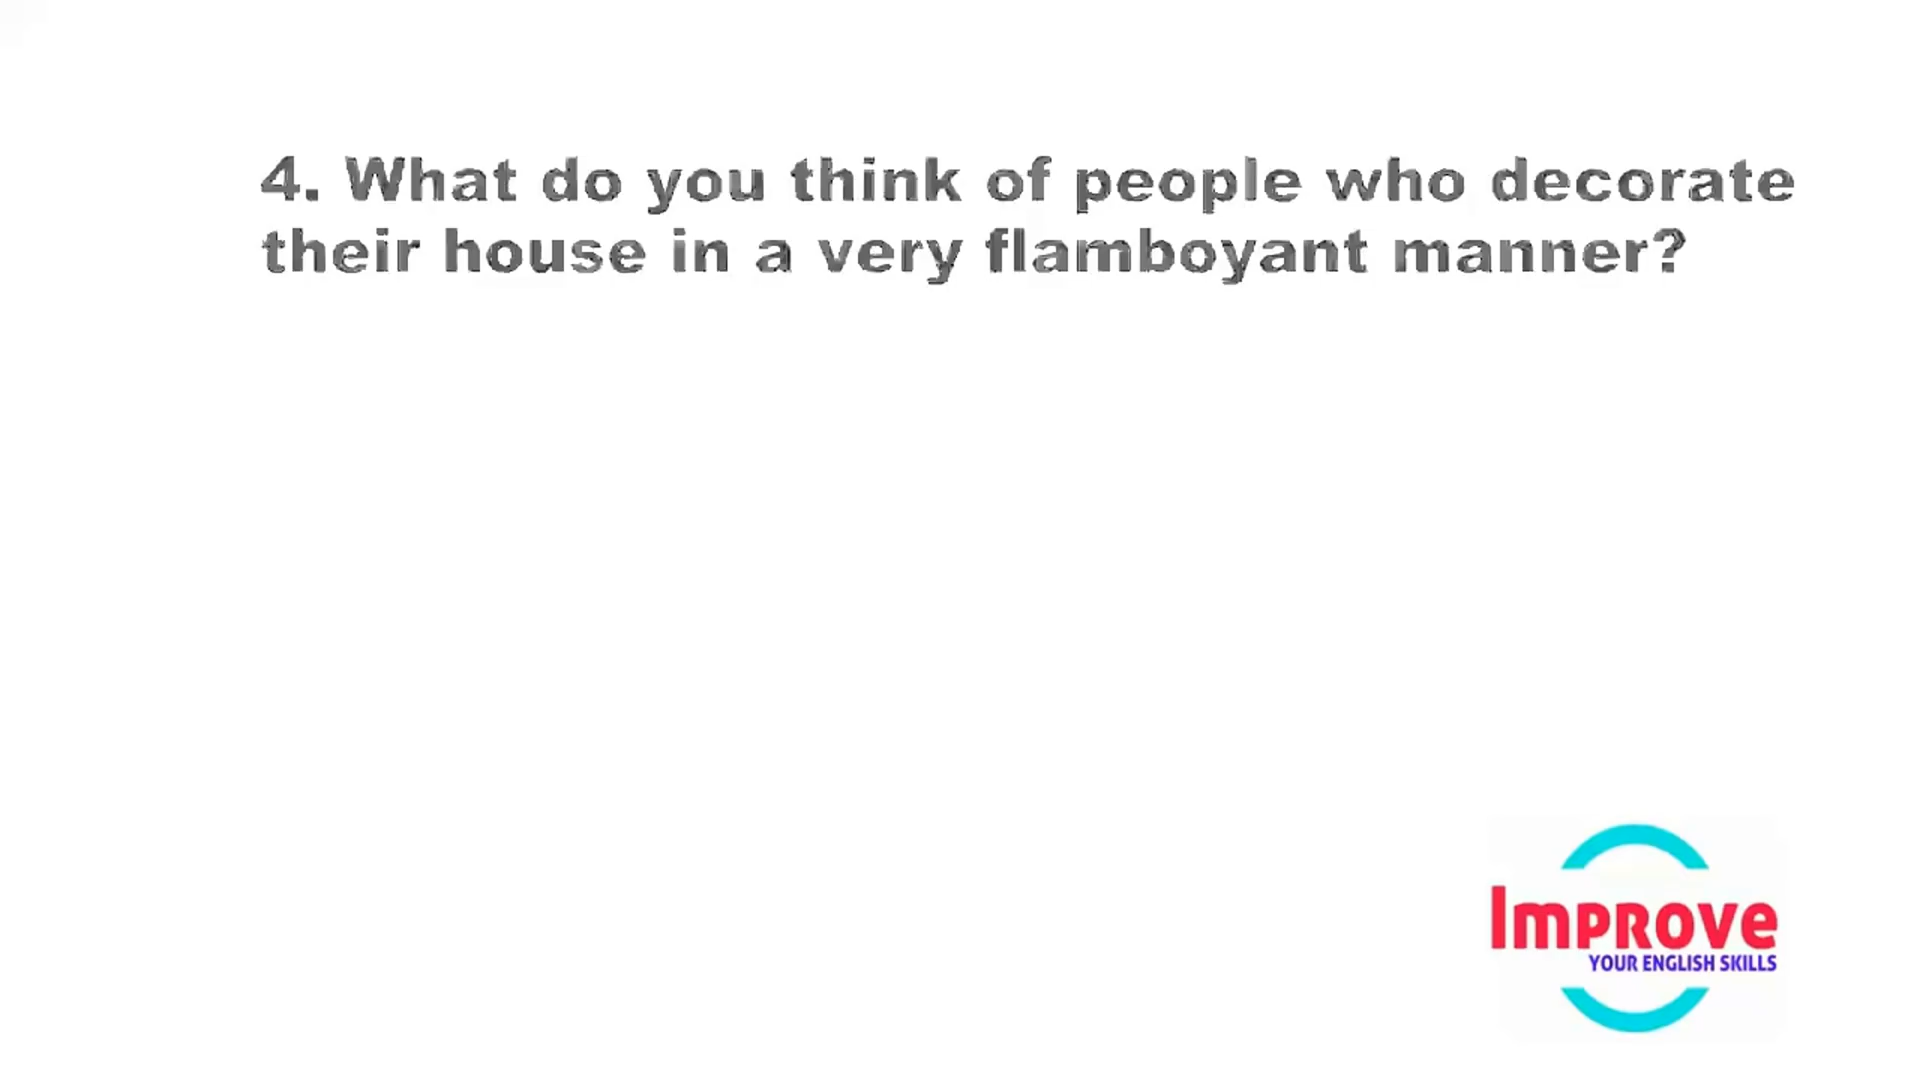 4. What do you think of people who decorate
their house in a very flamboyant manner?
Improve
YOUR ENGLISH SKILLS